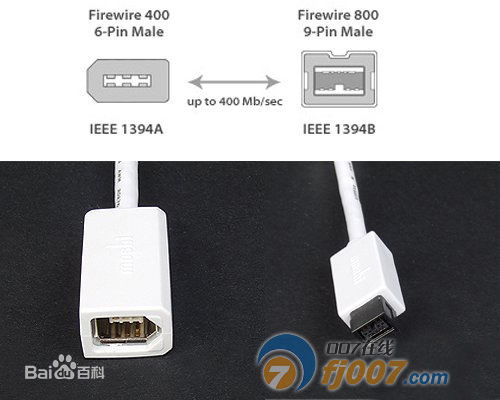 Firewire 400
6-Pin Male
Firewire 800
9-Pin Male
up to 400 Mb/sec
IEEE 1394A
IEEE 1394B
moshi
Bai百科
007在线
7 fj007.com